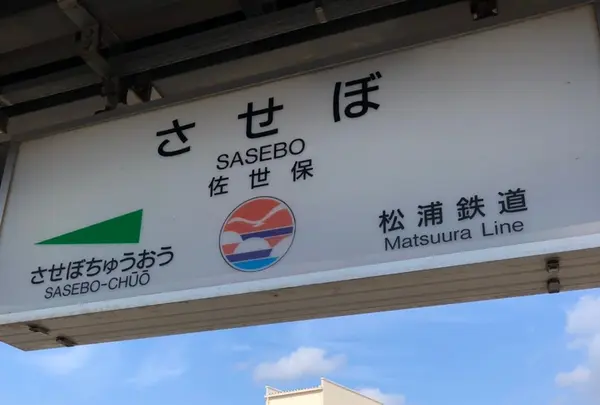 させぼ
SASEBO
佐世保
させぼちゅうおう
SASEBO-CHŪŌ
松浦鉄道
Matsuura Line